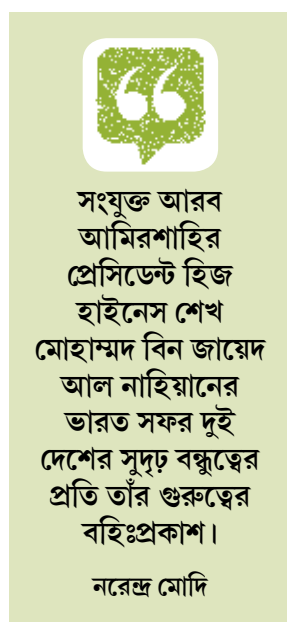 সংযুক্ত আরব
আমিরশাহির
প্রেসিডেন্ট হিজ
হাইনেস শেখ
মোহাম্মদ বিন জায়েদ
আল নাহিয়ানের
ভারত সফর দুই
দেশের সুদৃঢ় বন্ধুত্বের
প্রতি তাঁর গুরুত্বের
বহিঃপ্রকাশ।
নরেন্দ্র মোদি